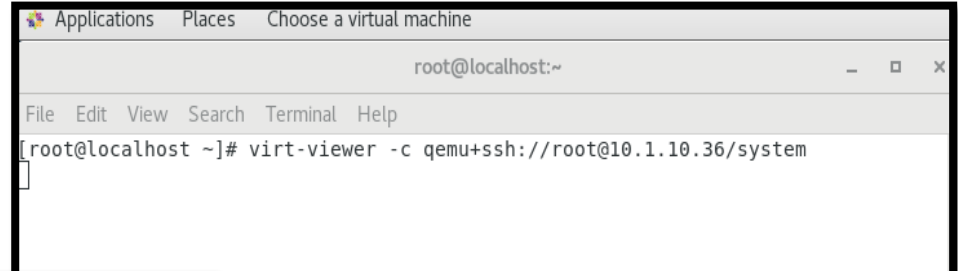 Applications Places Choose a virtual machine
root@localhost:~
File Edit View Search Terminal Help
[root@localhost ~]# virt-viewer -c qemu+ssh://root@10.1.10.36/system